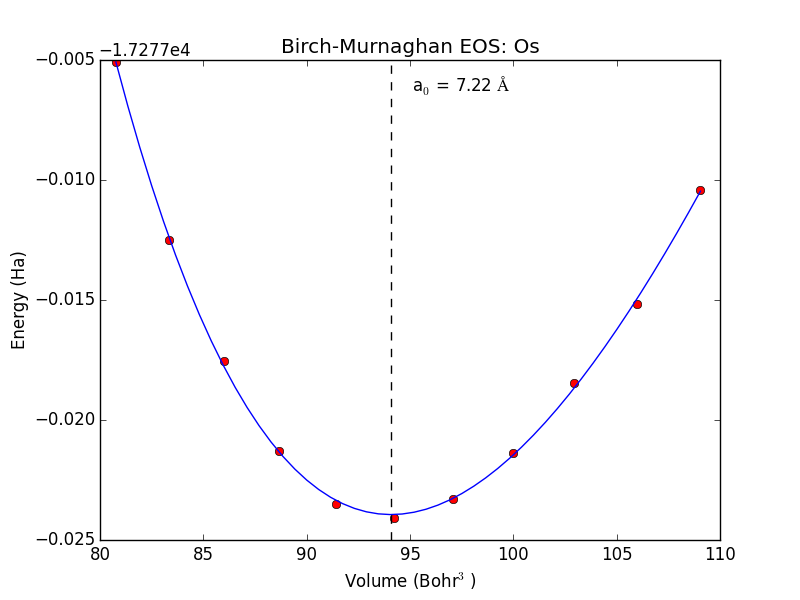 −1.7277e4
Birch-Murnaghan EOS: Os
a₀ = 7.22 Å
−0.005
−0.010
−0.015
−0.020
−0.025
Energy (Ha)
80 85 90 95 100 105 110
Volume (Bohr³ )